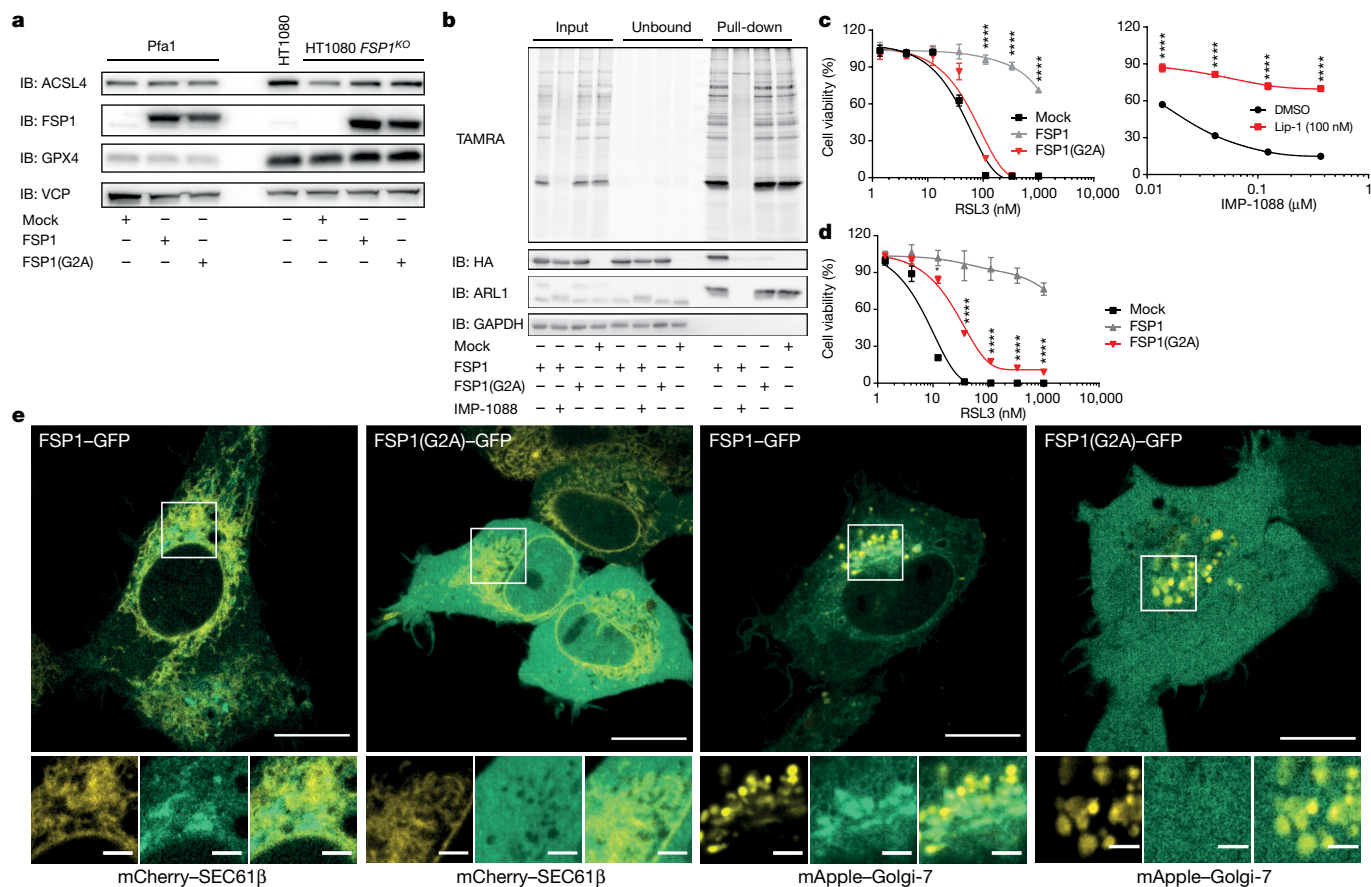 a
Pfa1
HT1080
HT1080 FSP1KO
IB: ACSL4
IB: FSP1
IB: GPX4
IB: VCP
Mock + – – – + – –
FSP1 – + – – – + –
FSP1(G2A) – – + – – – +
b
Input Unbound Pull-down
TAMRA
IB: HA
IB: ARL1
IB: GAPDH
Mock – – – + – – – + – – – +
FSP1 + + – – + + – – + + – –
FSP1(G2A) – – + – – – + – – – + –
IMP-1088 – + – – – + – – – + – –
c
Cell viability (%)
120
90
60
30
0
1 10 100 1,000 10,000
RSL3 (nM)
**** **** ****
Mock
FSP1
FSP1(G2A)
120
90
60
30
0
0.01 0.1 1
IMP-1088 (μM)
**** **** **** ****
DMSO
Lip-1 (100 nM)
d
Cell viability (%)
120
90
60
30
0
1 10 100 1,000 10,000
RSL3 (nM)
* **** **** **** ****
Mock
FSP1
FSP1(G2A)
e
FSP1–GFP
FSP1(G2A)–GFP
FSP1–GFP
FSP1(G2A)–GFP
mCherry–SEC61β
mCherry–SEC61β
mApple–Golgi-7
mApple–Golgi-7